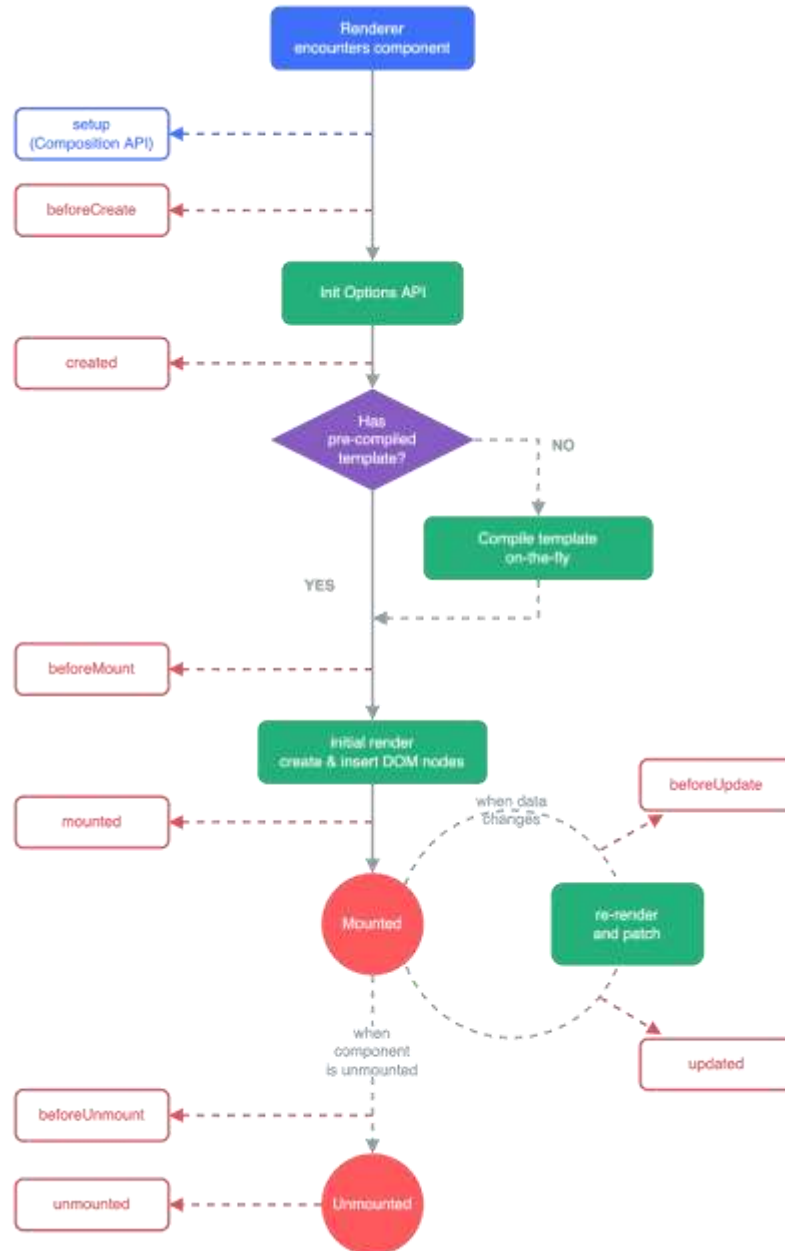 Renderer
encounters component
setup
(Composition API)
beforeCreate
Init Options API
created
Has
pre-compiled
template?
NO
Compile template
on-the-fly
YES
beforeMount
initial render
create & insert DOM nodes
mounted
when data
changes
beforeUpdate
Mounted
re-render
and patch
when
component
is unmounted
updated
beforeUnmount
unmounted
Unmounted